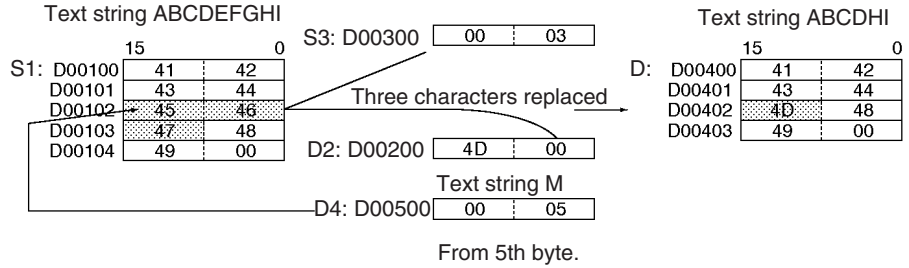 Text string ABCDEFGHI
15 0
S1: D00100 41 42
D00101 43 44
D00102 45 46
D00103 47 48
D00104 49 00
S3: D00300 00 03
Three characters replaced
D2: D00200 4D 00
Text string M
D4: D00500 00 05
From 5th byte.
Text string ABCDHI
15 0
D: D00400 41 42
D00401 43 44
D00402 4D 48
D00403 49 00